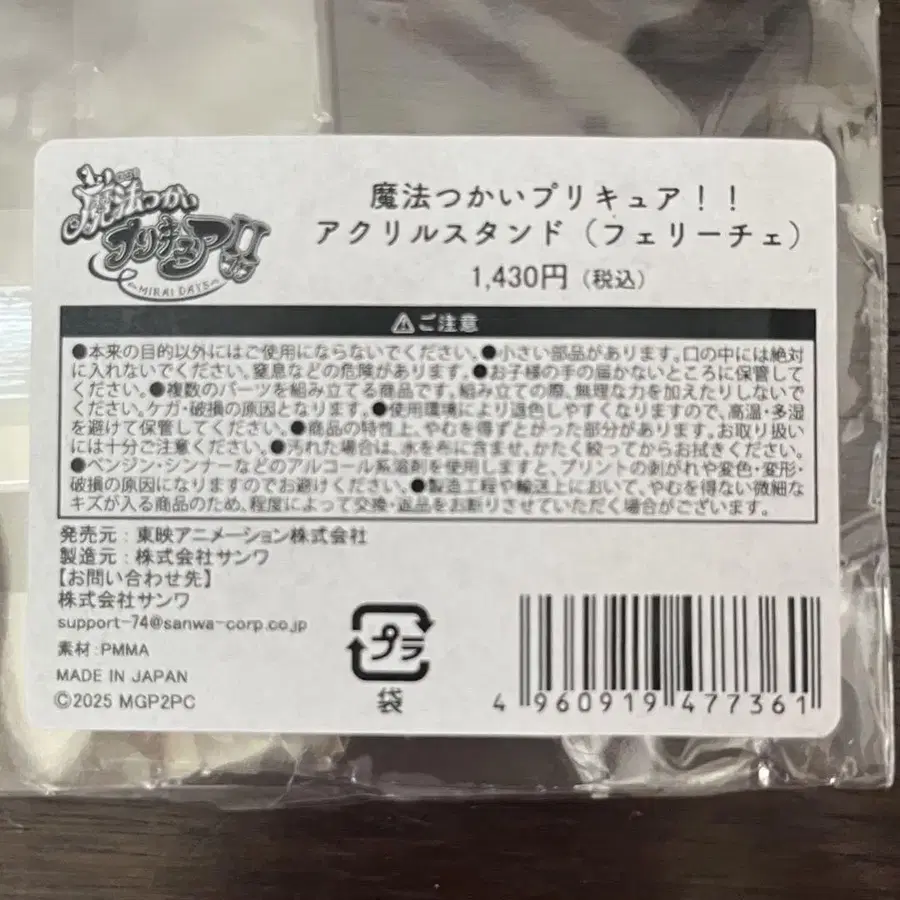 魔法つかい
プリキュア!!
~MIRAI DAYS~
魔法つかいプリキュア！！
アクリルスタンド（フェリーチェ）
1,430円（税込）
⚠ご注意
●本来の目的以外にはご使用にならないでください。●小さい部品があります。口の中には絶対
に入れないでください。窒息などの危険があります。●お子様の手の届かないところに保管して
ください。●複数のパーツを組み立てる商品です。組み立ての際、無理な力を加えたりしないで
ください。ケガ・破損の原因となります。●使用環境により退色しやすくなりますので、高温・多湿
を避けて保管してください。●商品の特性上、やむを得ずとがった部分があります。お取り扱い
には十分ご注意ください。●汚れた場合は、水を布に含ませ、かたく絞ってからお拭きください。
●ベンジン・シンナーなどのアルコール系溶剤を使用しますと、プリントの剥がれや変色・変形・
破損の原因になりますのでお避けください。●製造工程や輸送上において、やむを得ない微細な
キズが入る商品のため、程度によって交換・返品をお断りさせていただく場合がございます。
発売元：東映アニメーション株式会社
製造元：株式会社サンワ
【お問い合わせ先】
株式会社サンワ
support-74@sanwa-corp.co.jp
素材：PMMA
MADE IN JAPAN
©2025 MGP2PC
プラ
袋
4 960919 477361